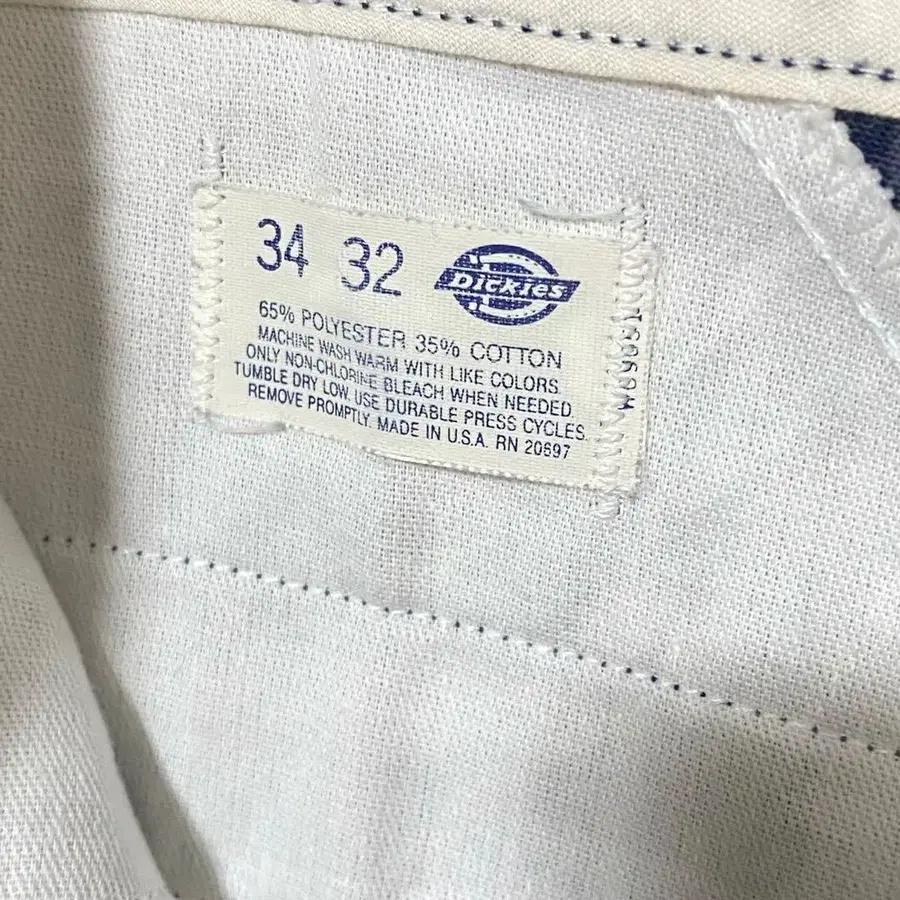 34 32 Dickies
65% POLYESTER 35% COTTON
MACHINE WASH WARM WITH LIKE COLORS.
ONLY NON-CHLORINE BLEACH WHEN NEEDED.
TUMBLE DRY LOW. USE DURABLE PRESS CYCLES.
REMOVE PROMPTLY. MADE IN U.S.A. RN 20697